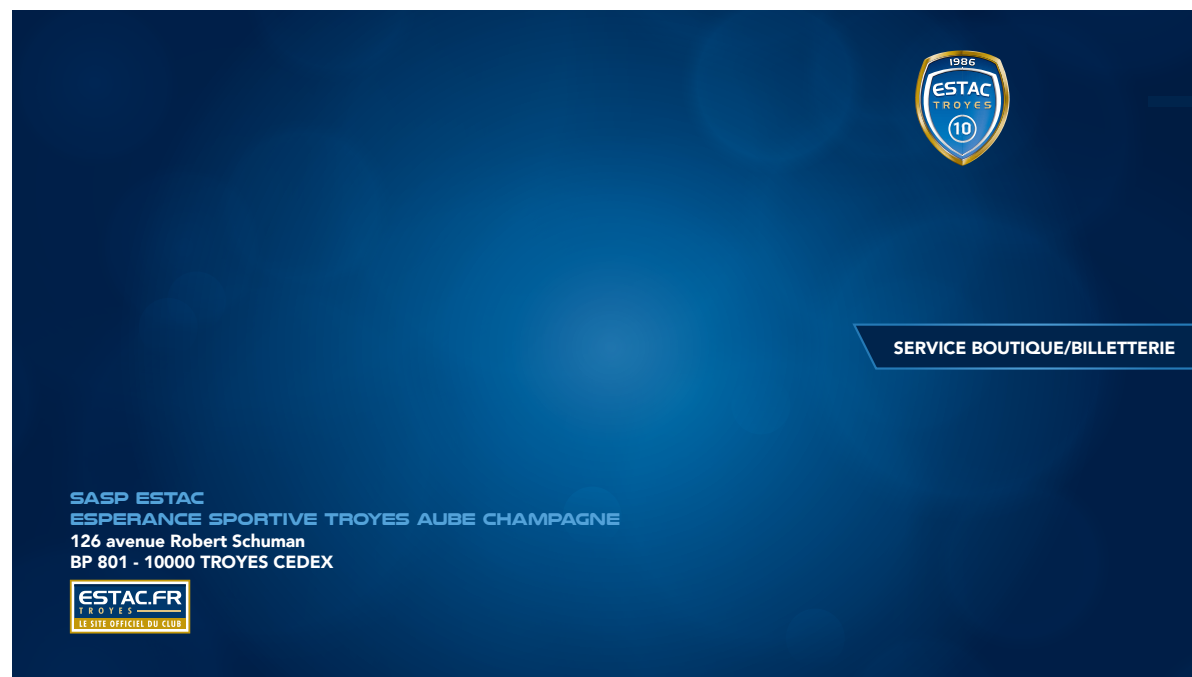 1986
ESTAC
TROYES
10
SERVICE BOUTIQUE/BILLETTERIE
SASP ESTAC
ESPERANCE SPORTIVE TROYES AUBE CHAMPAGNE
126 avenue Robert Schuman
BP 801 - 10000 TROYES CEDEX
ESTAC.FR
TROYES
LE SITE OFFICIEL DU CLUB